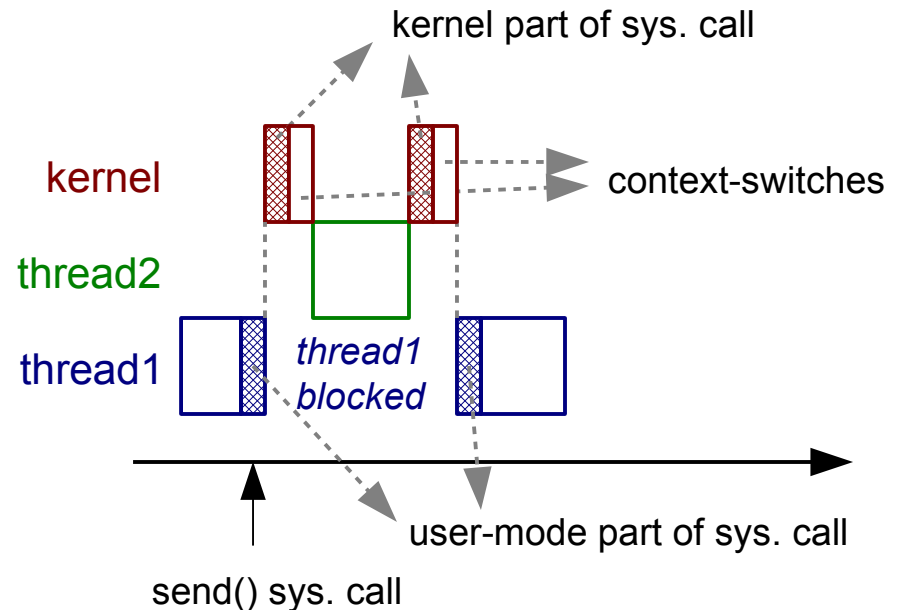 kernel part of sys. call
kernel
context-switches
thread2
thread1
thread1
blocked
user-mode part of sys. call
send() sys. call